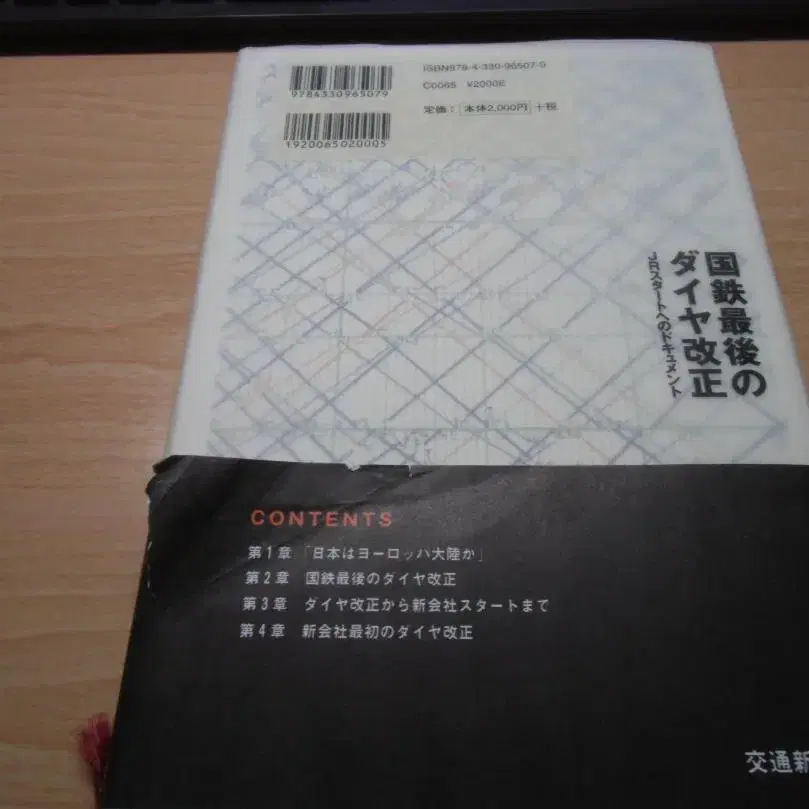 9784330965079
1920065020005
ISBN978-4-330-96507-9
C0065 ¥2000E
定価：本体2,000円＋税
国鉄最後の
ダイヤ改正
JRスタートへのドキュメント
CONTENTS
第1章 「日本はヨーロッパ大陸か」
第2章 国鉄最後のダイヤ改正
第3章 ダイヤ改正から新会社スタートまで
第4章 新会社最初のダイヤ改正
交通新